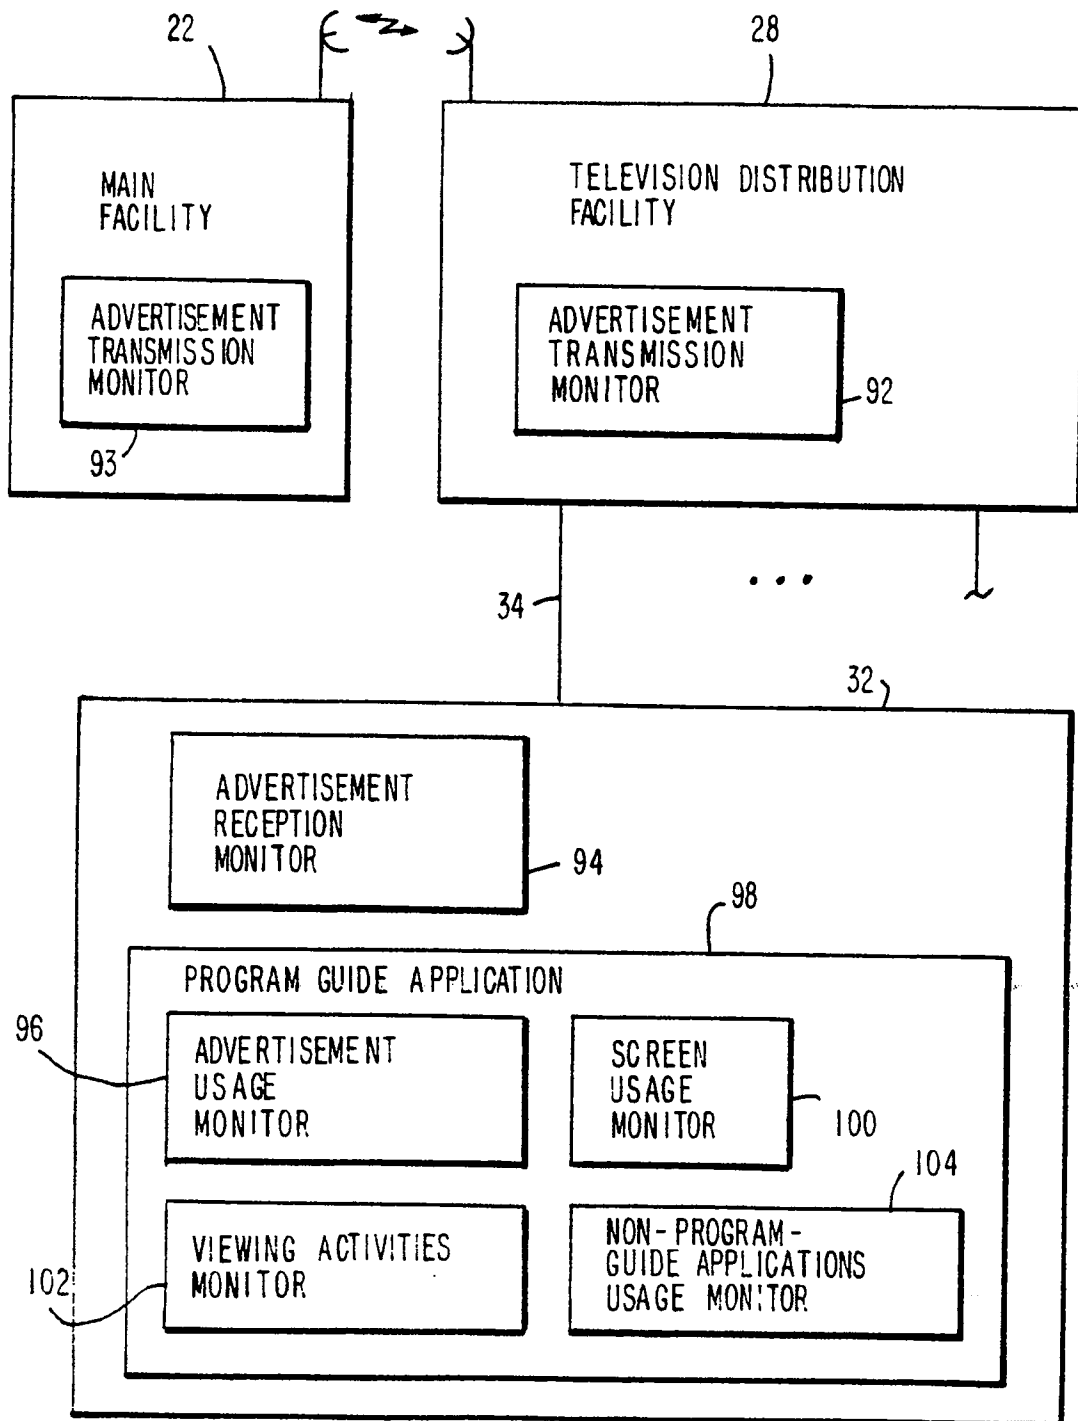 22
28
MAIN
FACILITY
TELEVISION DISTRIBUTION
FACILITY
ADVERTISEMENT
TRANSMISSION
MONITOR
93
ADVERTISEMENT
TRANSMISSION
MONITOR
92
34
...
32
ADVERTISEMENT
RECEPTION
MONITOR
94
98
PROGRAM GUIDE APPLICATION
96
ADVERTISEMENT
USAGE
MONITOR
SCREEN
USAGE
MONITOR
100
104
VIEWING ACTIVITIES
MONITOR
102
NON-PROGRAM-
GUIDE APPLICATIONS
USAGE MONITOR